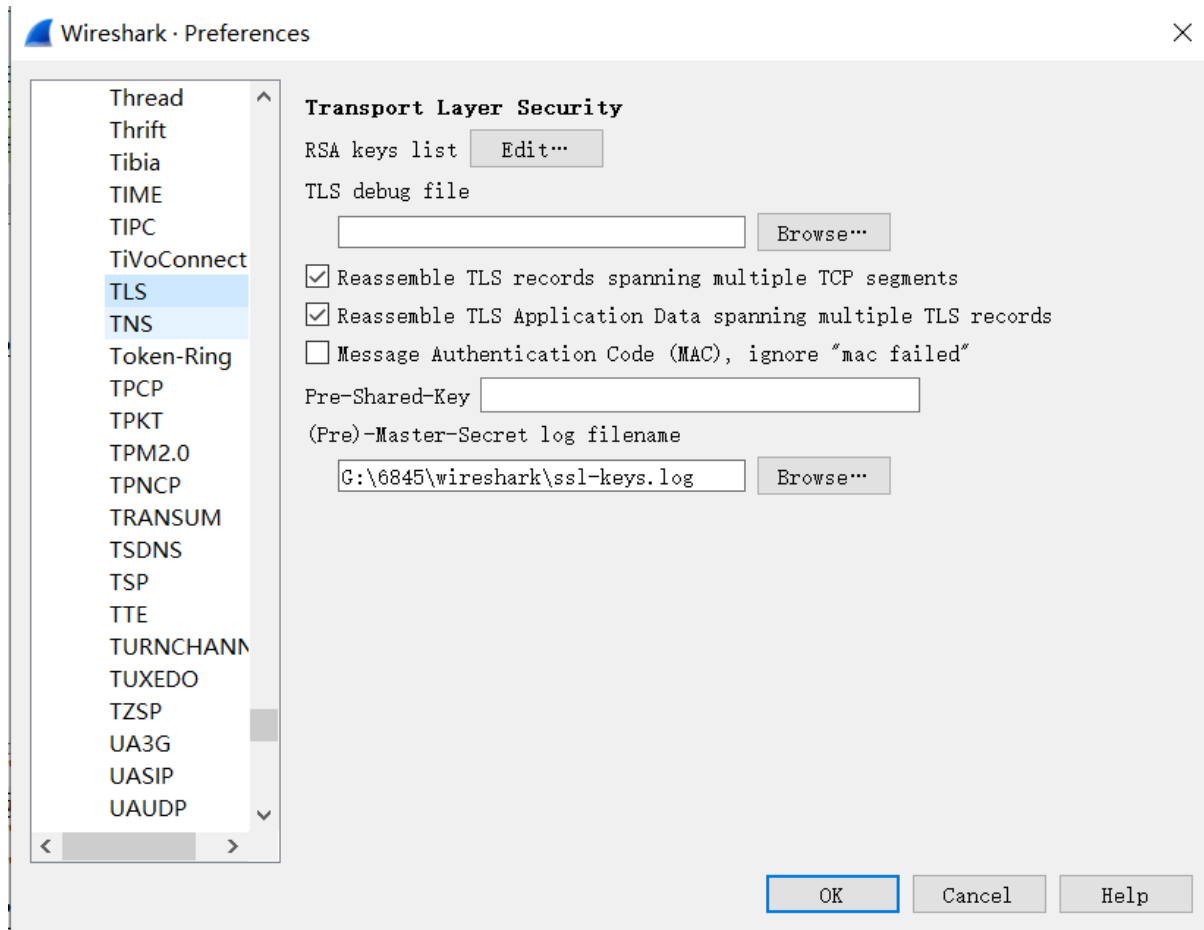 Wireshark · Preferences
Thread
Thrift
Tibia
TIME
TIPC
TiVoConnect
TLS
TNS
Token-Ring
TPCP
TPKT
TPM2.0
TPNCP
TRANSUM
TSDNS
TSP
TTE
TURNCHANN
TUXEDO
TZSP
UA3G
UASIP
UAUDP
Transport Layer Security
RSA keys list Edit…
TLS debug file
Browse…
Reassemble TLS records spanning multiple TCP segments
Reassemble TLS Application Data spanning multiple TLS records
Message Authentication Code (MAC), ignore "mac failed"
Pre-Shared-Key
(Pre)-Master-Secret log filename
G:\6845\wireshark\ssl-keys.log Browse…
OK Cancel Help